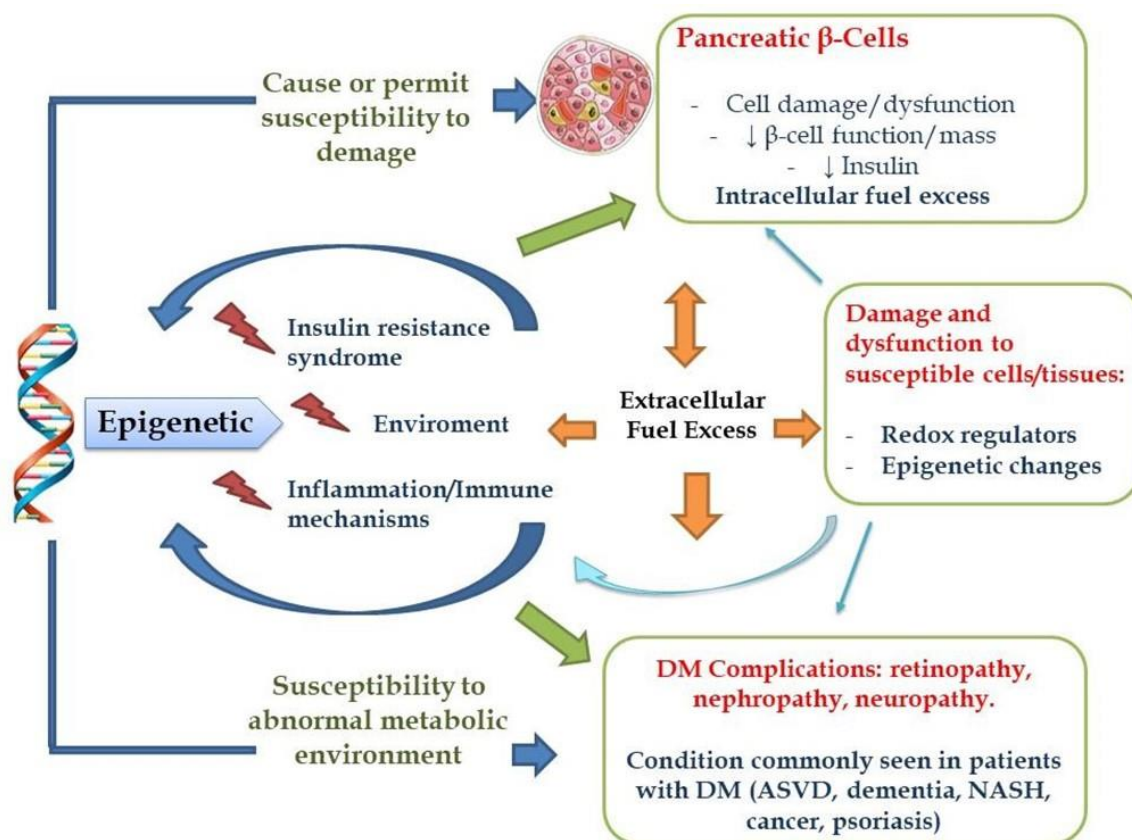 Cause or permit
susceptibility to
demage
Pancreatic β-Cells
- Cell damage/dysfunction
- ↓ β-cell function/mass
- ↓ Insulin
Intracellular fuel excess
Insulin resistance
syndrome
Epigenetic
Enviroment
Inflammation/Immune
mechanisms
Extracellular
Fuel Excess
Damage and
dysfunction to
susceptible cells/tissues:
- Redox regulators
- Epigenetic changes
Susceptibility to
abnormal metabolic
environment
DM Complications: retinopathy,
nephropathy, neuropathy.
Condition commonly seen in patients
with DM (ASVD, dementia, NASH,
cancer, psoriasis)